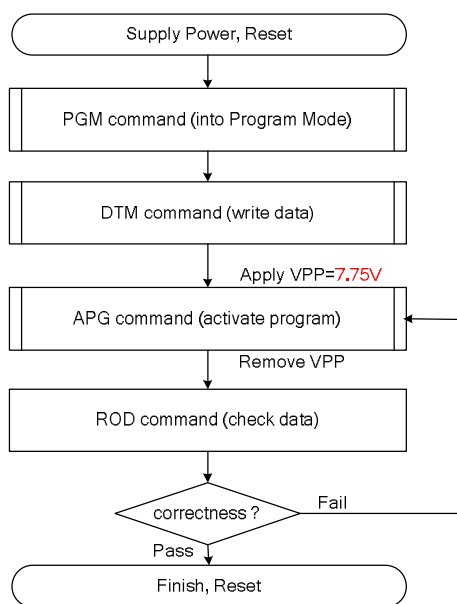 Supply Power, Reset
PGM command (into Program Mode)
DTM command (write data)
Apply VPP=7.75V
APG command (activate program)
Remove VPP
ROD command (check data)
correctness ?
Fail
Pass
Finish, Reset